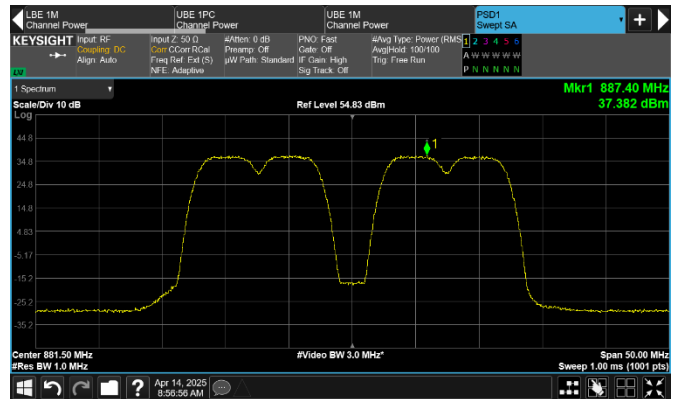 LBE 1M
Channel Power
UBE 1PC
Channel Power
UBE 1M
Channel Power
PSD1
Swept SA
KEYSIGHT
Input: RF
Coupling: DC
Align: Auto
Input Z: 50 Ω
Corr CCorr RCal
Freq Ref: Ext (S)
NFE: Adaptive
#Atten: 0 dB
Preamp: Off
µW Path: Standard
PNO: Fast
Gate: Off
IF Gain: High
Sig Track: Off
#Avg Type: Power (RMS
Avg|Hold: 100/100
Trig: Free Run
1 2 3 4 5 6
A W W W W W
P N N N N N
1 Spectrum
Scale/Div 10 dB
Log
Ref Level 54.83 dBm
Mkr1 887.40 MHz
37.382 dBm
1
44.8
34.8
24.8
14.8
4.83
-5.17
-15.2
-25.2
-35.2
Center 881.50 MHz
#Res BW 1.0 MHz
#Video BW 3.0 MHz*
Span 50.00 MHz
Sweep 1.00 ms (1001 pts)
?
Apr 14, 2025
8:56:56 AM